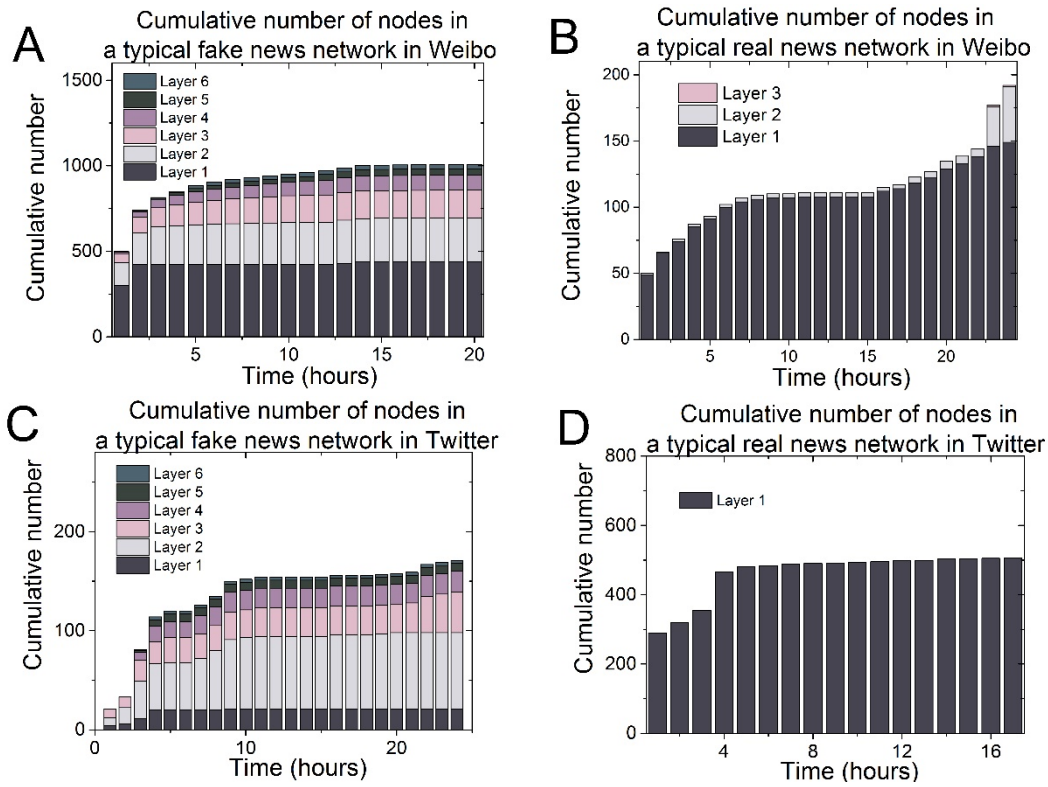 A
Cumulative number of nodes in
a typical fake news network in Weibo
Cumulative number
1500
1000
500
0
Layer 6
Layer 5
Layer 4
Layer 3
Layer 2
Layer 1
5 10 15 20
Time (hours)
B
Cumulative number of nodes in
a typical real news network in Weibo
Cumulative number
200
150
100
50
0
Layer 3
Layer 2
Layer 1
5 10 15 20
Time (hours)
C
Cumulative number of nodes in
a typical fake news network in Twitter
Cumulative number
200
100
0
Layer 6
Layer 5
Layer 4
Layer 3
Layer 2
Layer 1
0 10 20
Time (hours)
D
Cumulative number of nodes in
a typical real news network in Twitter
Cumulative number
800
600
400
200
0
Layer 1
4 8 12 16
Time (hours)